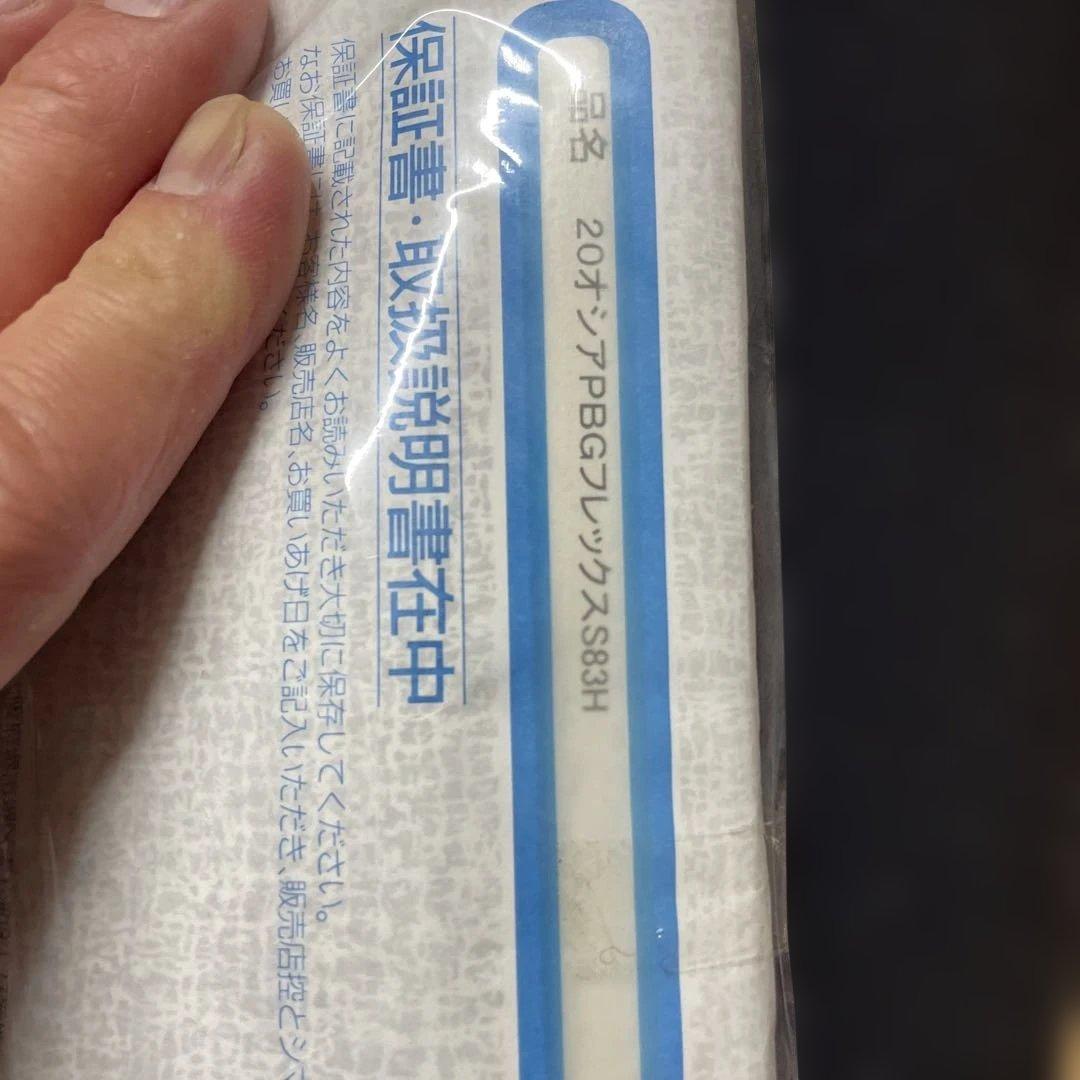 品名 20オシアPBGフレックスS83H
保証書・取扱説明書在中
保証書に記載された内容をよくお読みいただき大切に保存してください。
なお保証書には、お客様名、販売店名、お買いあげ日をご記入いただき、販売店控とシマ
お買い
ださい。